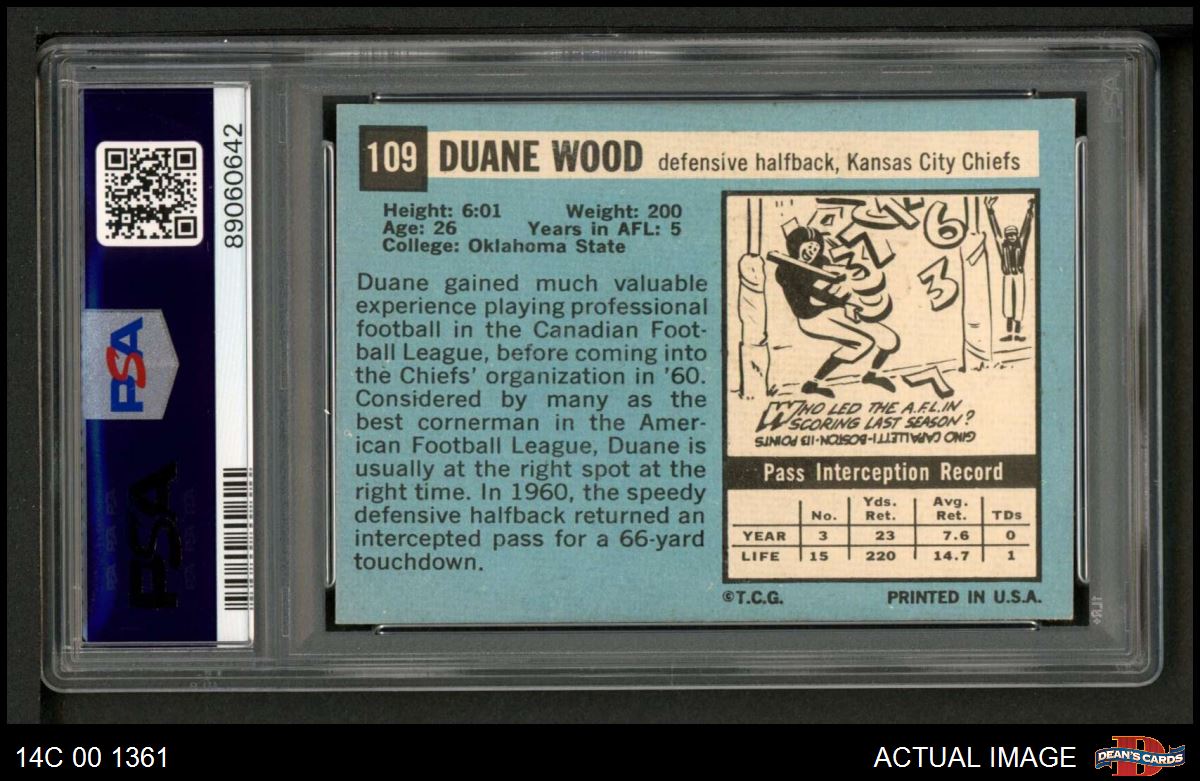 89060642
PSA
PSA
109 DUANE WOOD defensive halfback, Kansas City Chiefs
Height: 6:01 Weight: 200
Age: 26 Years in AFL: 5
College: Oklahoma State
Duane gained much valuable
experience playing professional
football in the Canadian Foot-
ball League, before coming into
the Chiefs' organization in '60.
Considered by many as the
best cornerman in the Amer-
ican Football League, Duane is
usually at the right spot at the
right time. In 1960, the speedy
defensive halfback returned an
intercepted pass for a 66-yard
touchdown.
6
3
7
WHO LED THE A.F.L. IN
SCORING LAST SEASON?
GINO CAPPALLETTI-BOSTON-113 POINTS
Pass Interception Record
No. Yds. Ret. Avg. Ret. TDs
YEAR 3 23 7.6 0
LIFE 15 220 14.7 1
©T.C.G. PRINTED IN U.S.A.
14C 00 1361
ACTUAL IMAGE
DEAN'S CARDS